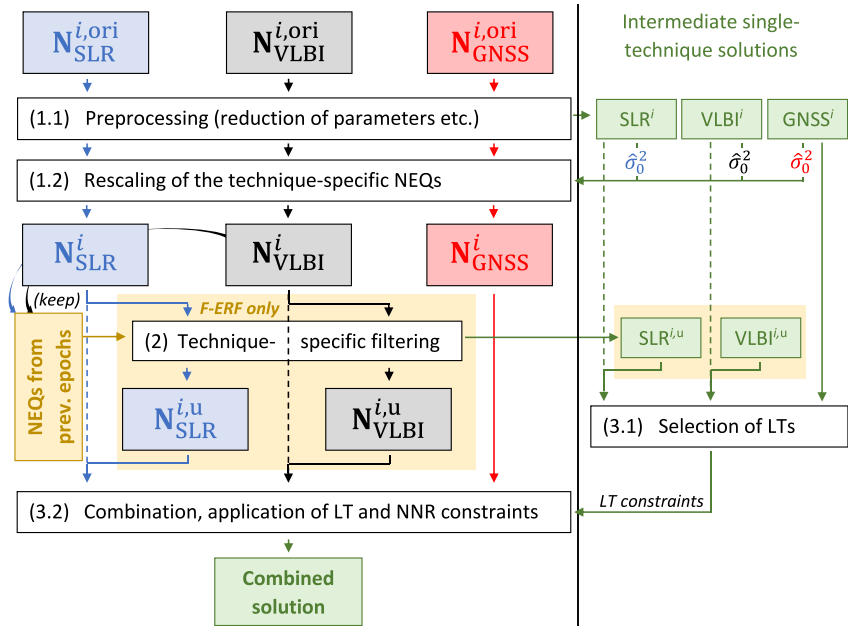 N^{i,ori}_{SLR} N^{i,ori}_{VLBI} N^{i,ori}_{GNSS}
Intermediate single-
technique solutions
(1.1) Preprocessing (reduction of parameters etc.)
SLR^i VLBI^i GNSS^i
σ̂₀² σ̂₀² σ̂₀²
(1.2) Rescaling of the technique-specific NEQs
N^i_{SLR} N^i_{VLBI} N^i_{GNSS}
(keep)
F-ERF only
NEQs from
prev. epochs
(2) Technique- specific filtering
SLR^{i,u} VLBI^{i,u}
N^{i,u}_{SLR} N^{i,u}_{VLBI}
(3.1) Selection of LTs
LT constraints
(3.2) Combination, application of LT and NNR constraints
Combined
solution